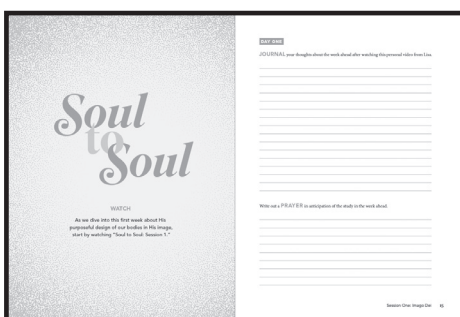 Soul
to
Soul
WATCH
As we dive into this first week about His
purposeful design of our bodies in His image,
start by watching "Soul to Soul: Session 1."
DAY ONE
JOURNAL your thoughts about the week ahead after watching this personal video from Lisa.
Write out a PRAYER in anticipation of the study in the week ahead.
Session One: Imago Dei 15